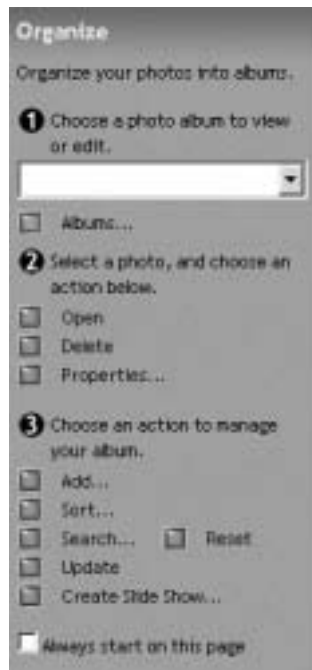 Organize
Organize your photos into albums.
1 Choose a photo album to view
or edit.
Albums...
2 Select a photo, and choose an
action below.
Open
Delete
Properties...
3 Choose an action to manage
your album.
Add...
Sort...
Search... Reset
Update
Create Slide Show...
Always start on this page